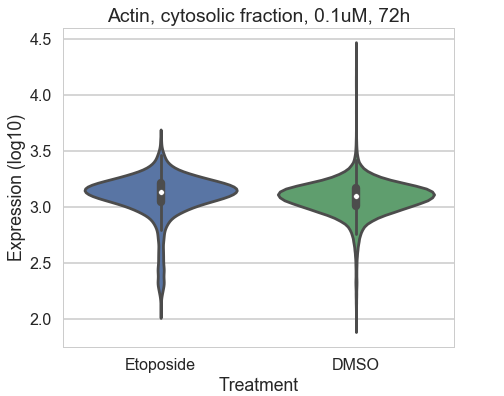 Actin, cytosolic fraction, 0.1uM, 72h
Expression (log10)
4.5
4.0
3.5
3.0
2.5
2.0
Etoposide
DMSO
Treatment